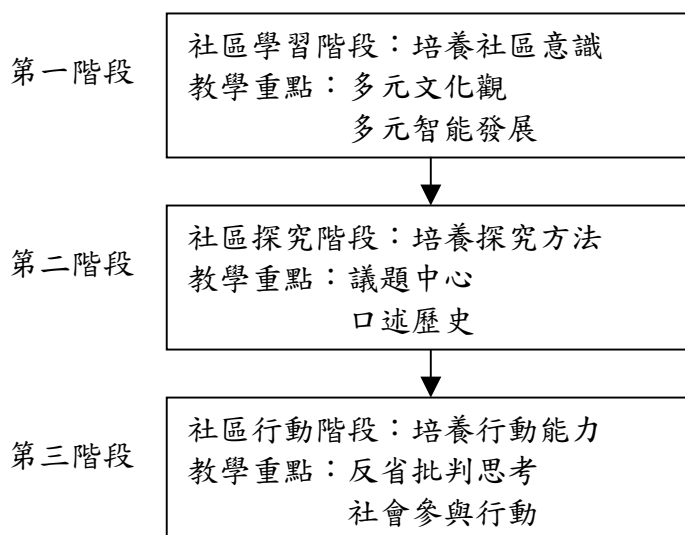 第一階段
社區學習階段：培養社區意識
教學重點：多元文化觀
多元智能發展
第二階段
社區探究階段：培養探究方法
教學重點：議題中心
口述歷史
第三階段
社區行動階段：培養行動能力
教學重點：反省批判思考
社會參與行動